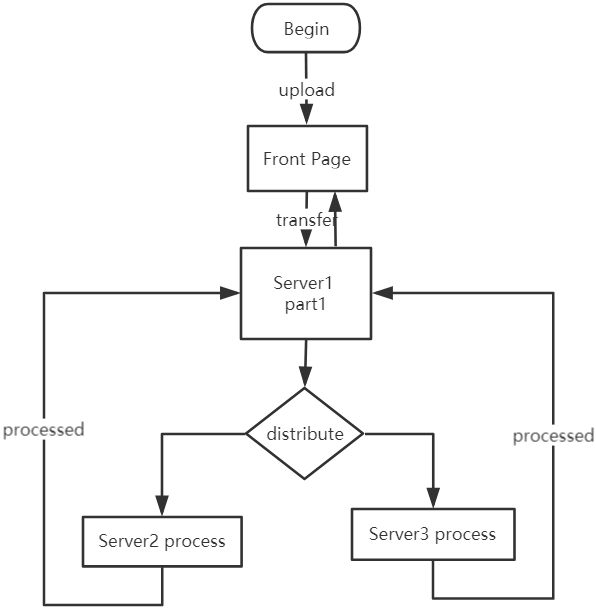 Begin
upload
Front Page
transfer
Server1
part1
distribute
processed
processed
Server2 process
Server3 process